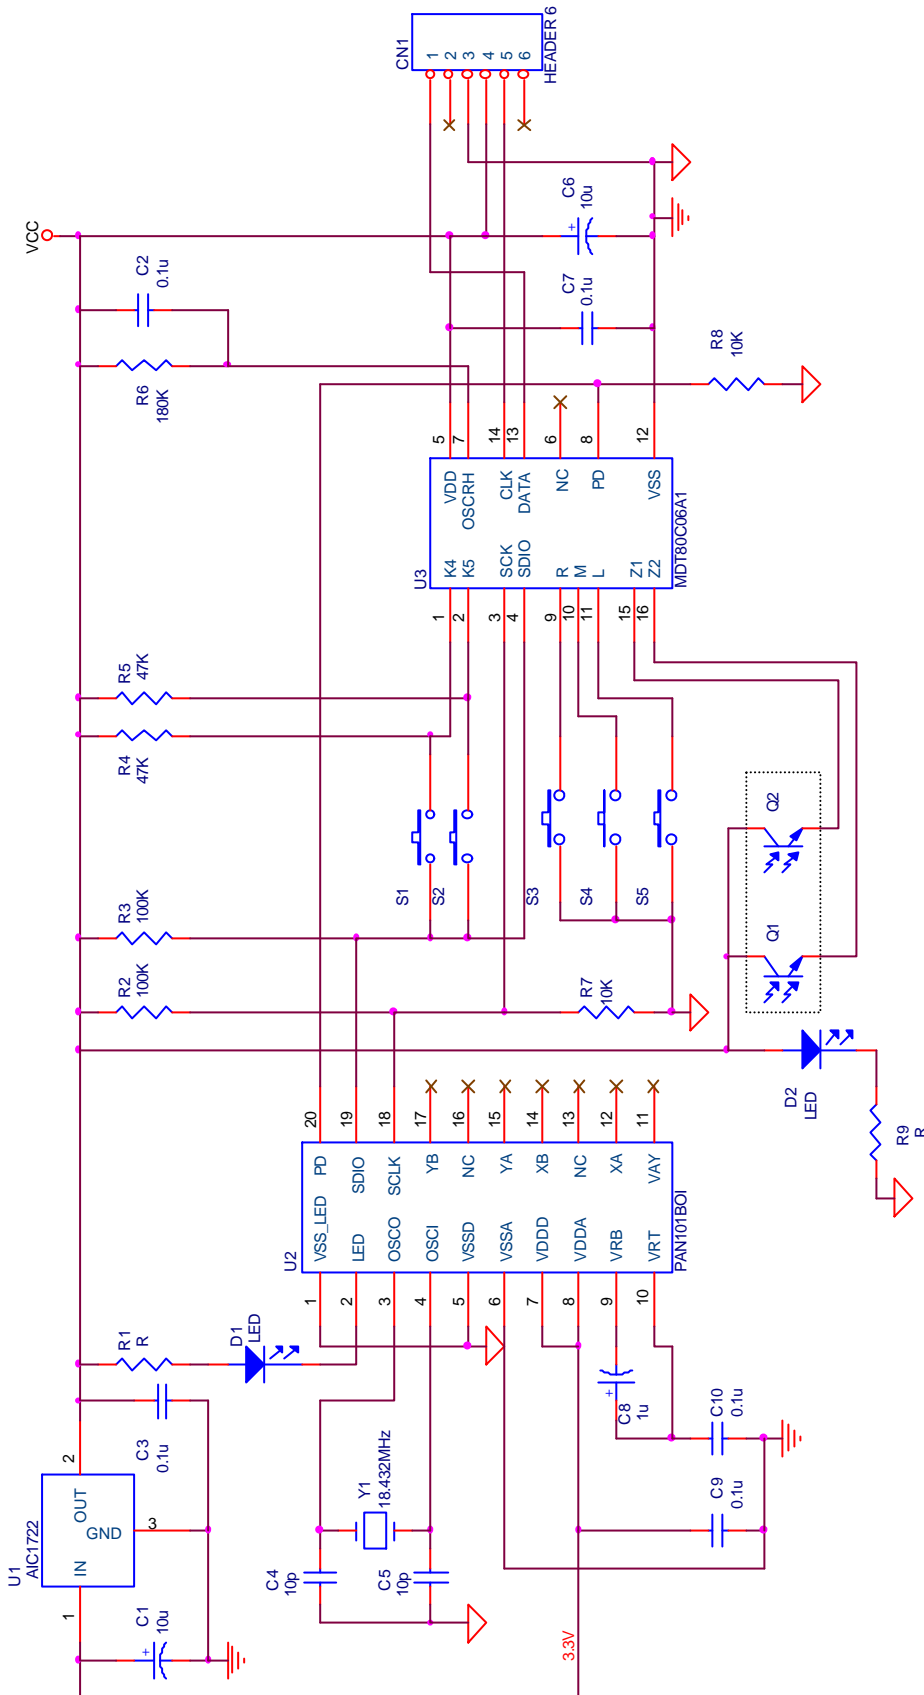 VCC
CN1
1
2
3
4
5
6
HEADER 6
C2
0.1u
R6
180K
C6
10u
C7
0.1u
R8
10K
U3
MDT80C06A1
5
7
14
13
6
8
12
VDD
OSCRH
CLK
DATA
NC
PD
VSS
K4
K5
SCK
SDIO
R
M
L
Z1
Z2
1
2
3
4
9
10
11
15
16
R5
47K
R4
47K
R3
100K
R2
100K
S1
S2
S3
S4
S5
R7
10K
Q2
Q1
D2
LED
R9
R
U2
PAN101BOI
20
19
18
17
16
15
14
13
12
11
PD
SDIO
SCLK
YB
NC
YA
XB
NC
XA
VAY
VSS_LED
LED
OSCO
OSCI
VSSD
VSSA
VDDD
VDDA
VRB
VRT
1
2
3
4
5
6
7
8
9
10
R1
R
D1
LED
C3
0.1u
U1
AIC1722
IN
OUT
GND
1
2
3
C1
10u
Y1
18.432MHz
C4
10p
C5
10p
C8
1u
C10
0.1u
C9
0.1u
3.3V